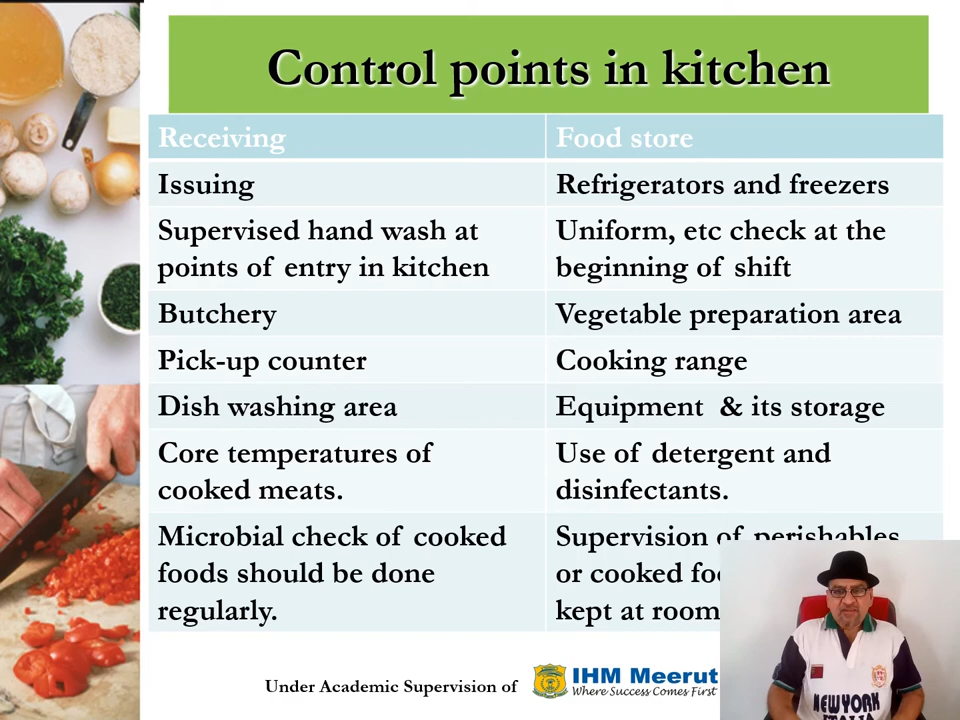 Control points in kitchen
Receiving
Food store
Issuing
Refrigerators and freezers
Supervised hand wash at
points of entry in kitchen
Uniform, etc check at the
beginning of shift
Butchery
Vegetable preparation area
Pick-up counter
Cooking range
Dish washing area
Equipment & its storage
Core temperatures of
cooked meats.
Use of detergent and
disinfectants.
Microbial check of cooked
foods should be done
regularly.
Supervision of perishables
or cooked
kept at room
Under Academic Supervision of
IHM Meerut
Where Success Comes First
NEWYORK